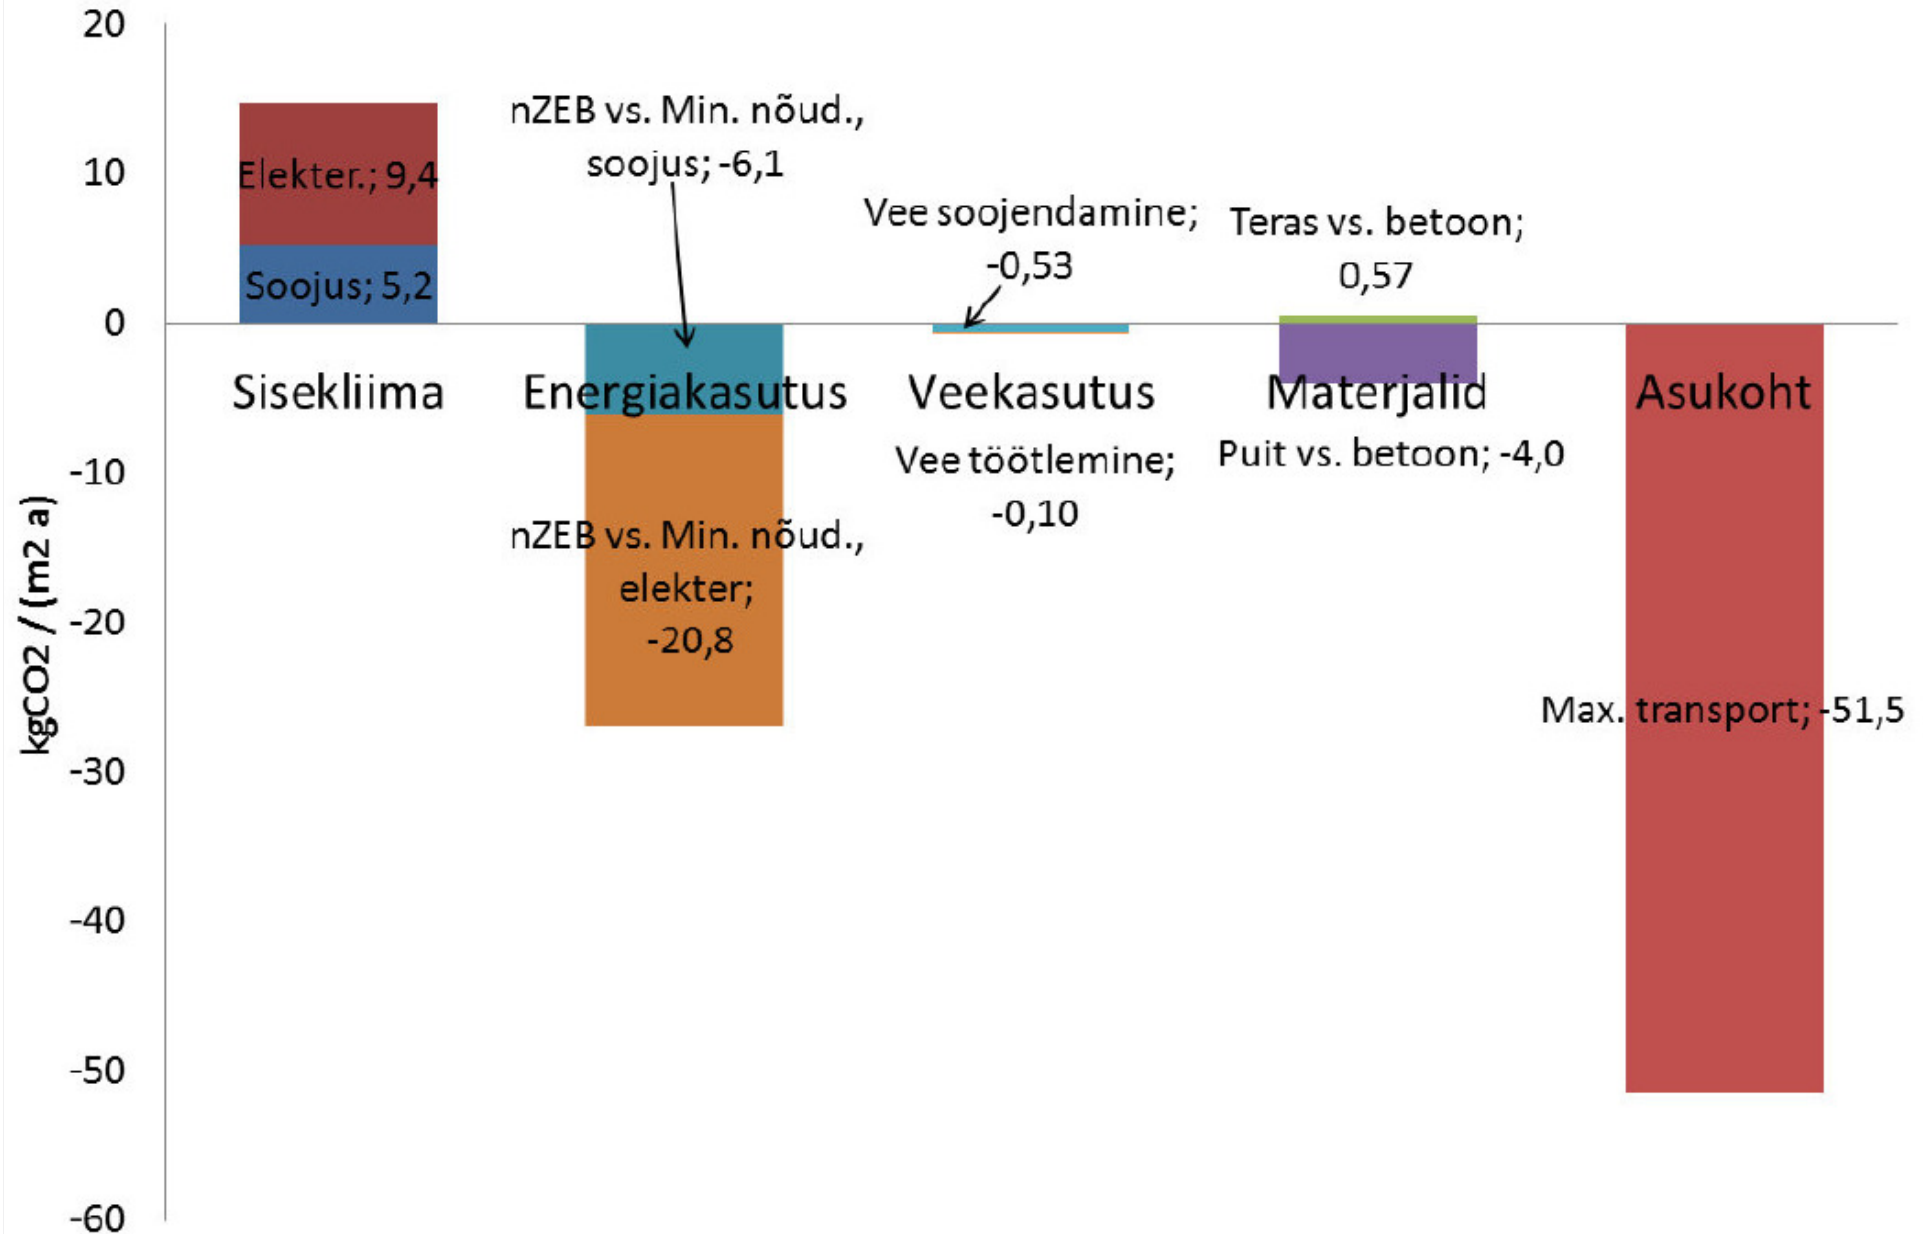 20
10
0
-10
-20
-30
-40
-50
-60
kgCO2 / (m2 a)
Elekter.; 9,4
Soojus; 5,2
Sisekliima
nZEB vs. Min. nõud.,
soojus; -6,1
Energiakasutus
nZEB vs. Min. nõud.,
elekter;
-20,8
Vee soojendamine;
-0,53
Veekasutus
Vee töötlemine;
-0,10
Teras vs. betoon;
0,57
Materjalid
Puit vs. betoon; -4,0
Asukoht
Max. transport; -51,5